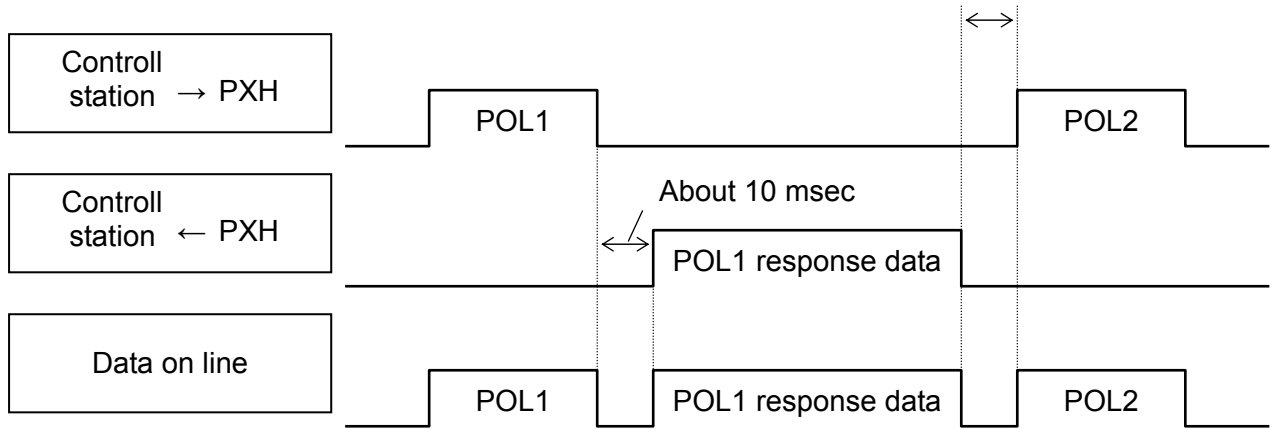 Controll
station → PXH
POL1
POL2
Controll
station ← PXH
About 10 msec
POL1 response data
Data on line
POL1
POL1 response data
POL2